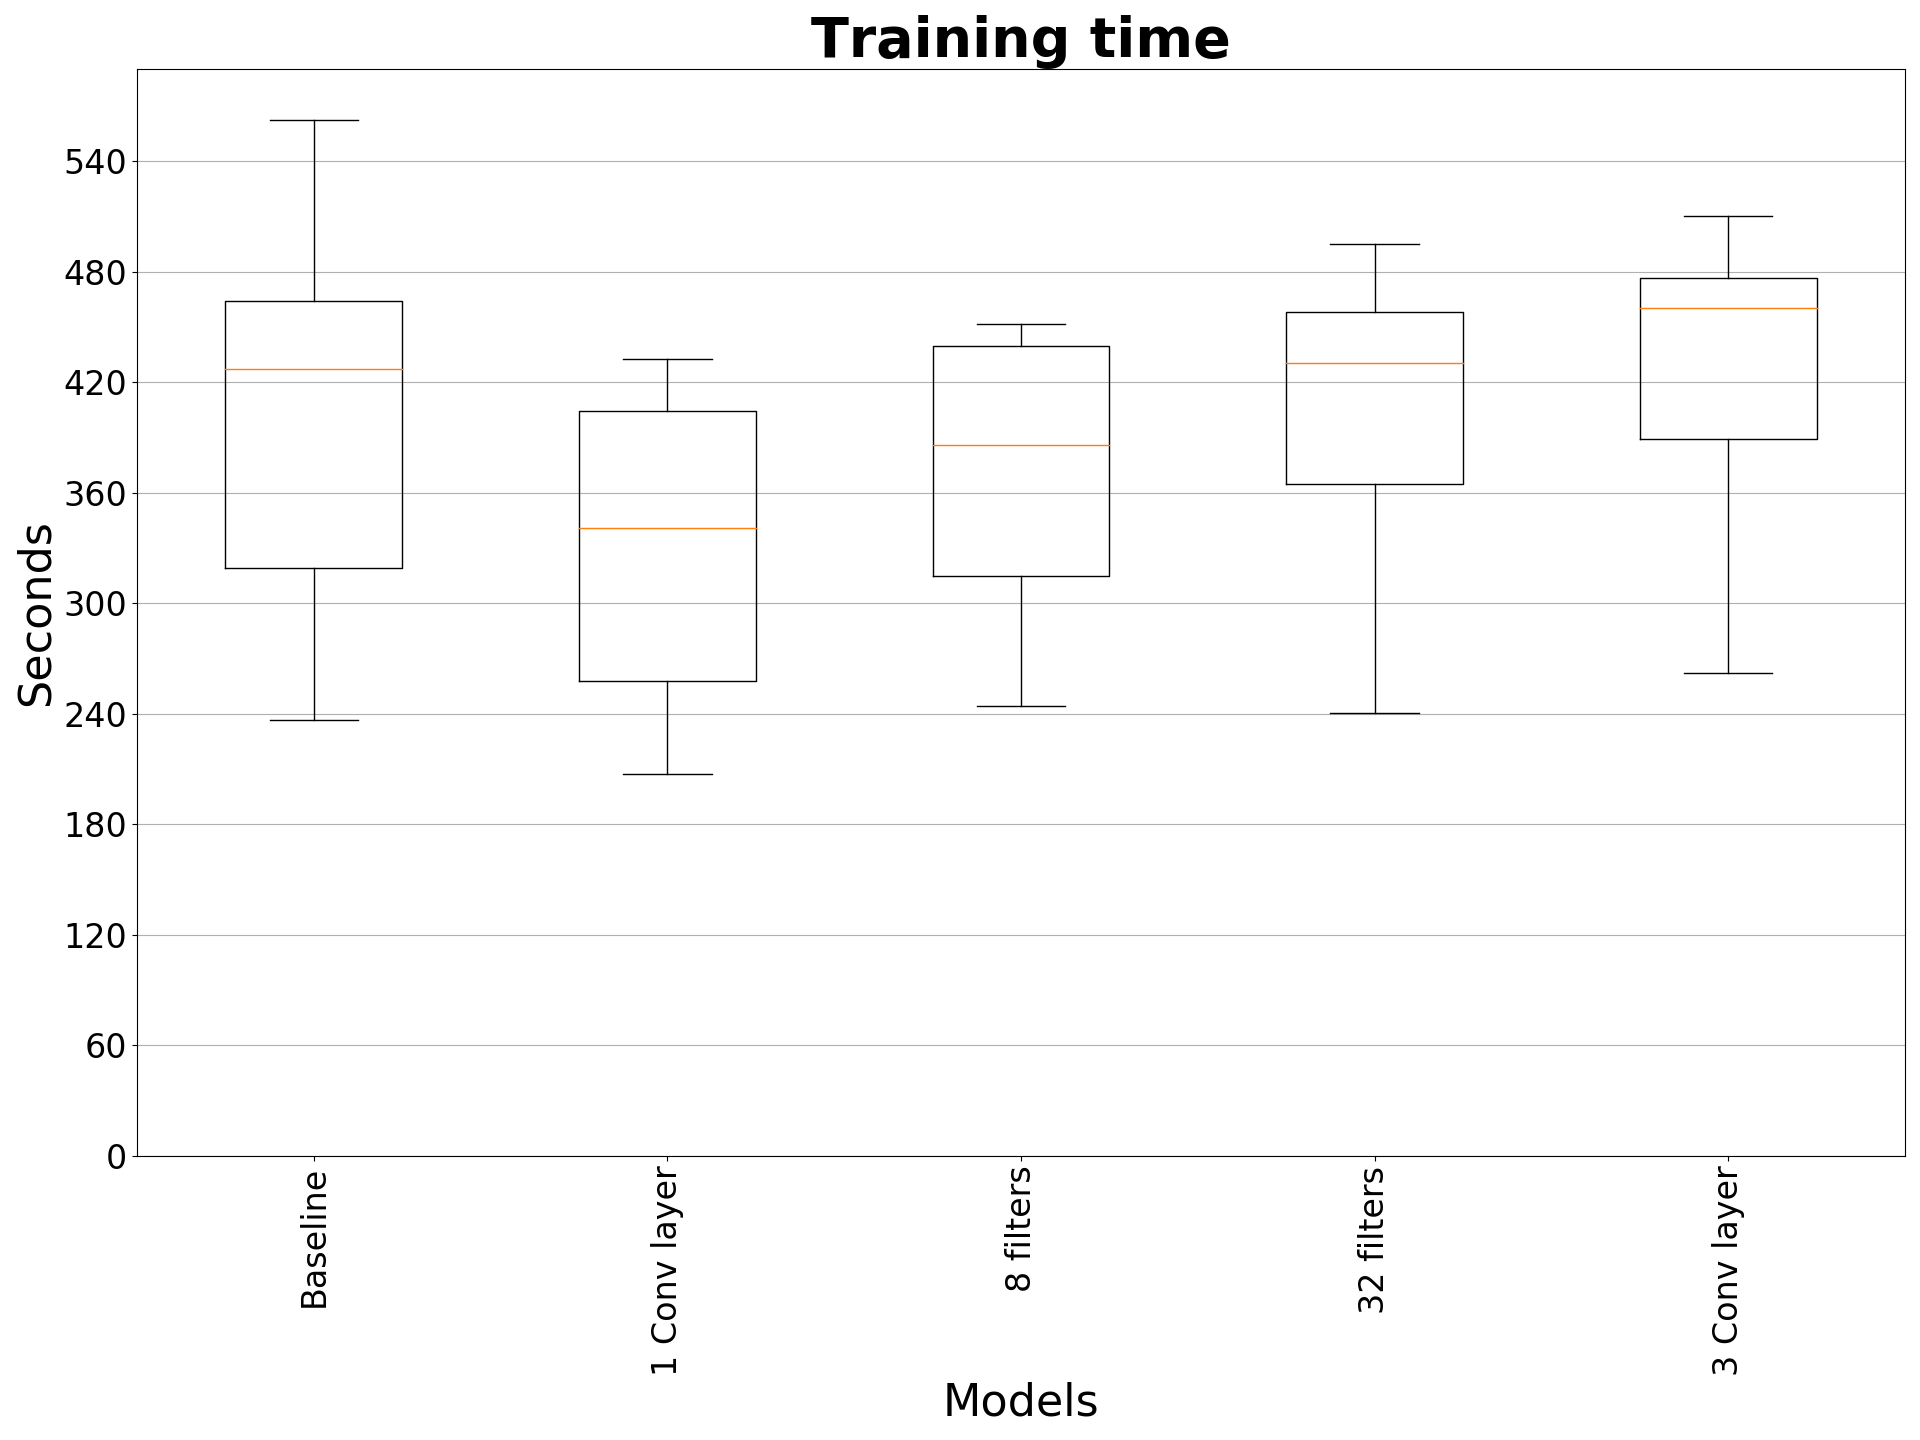 Training time
Seconds
540
480
420
360
300
240
180
120
60
0
Baseline
1 Conv layer
8 filters
32 filters
3 Conv layer
Models